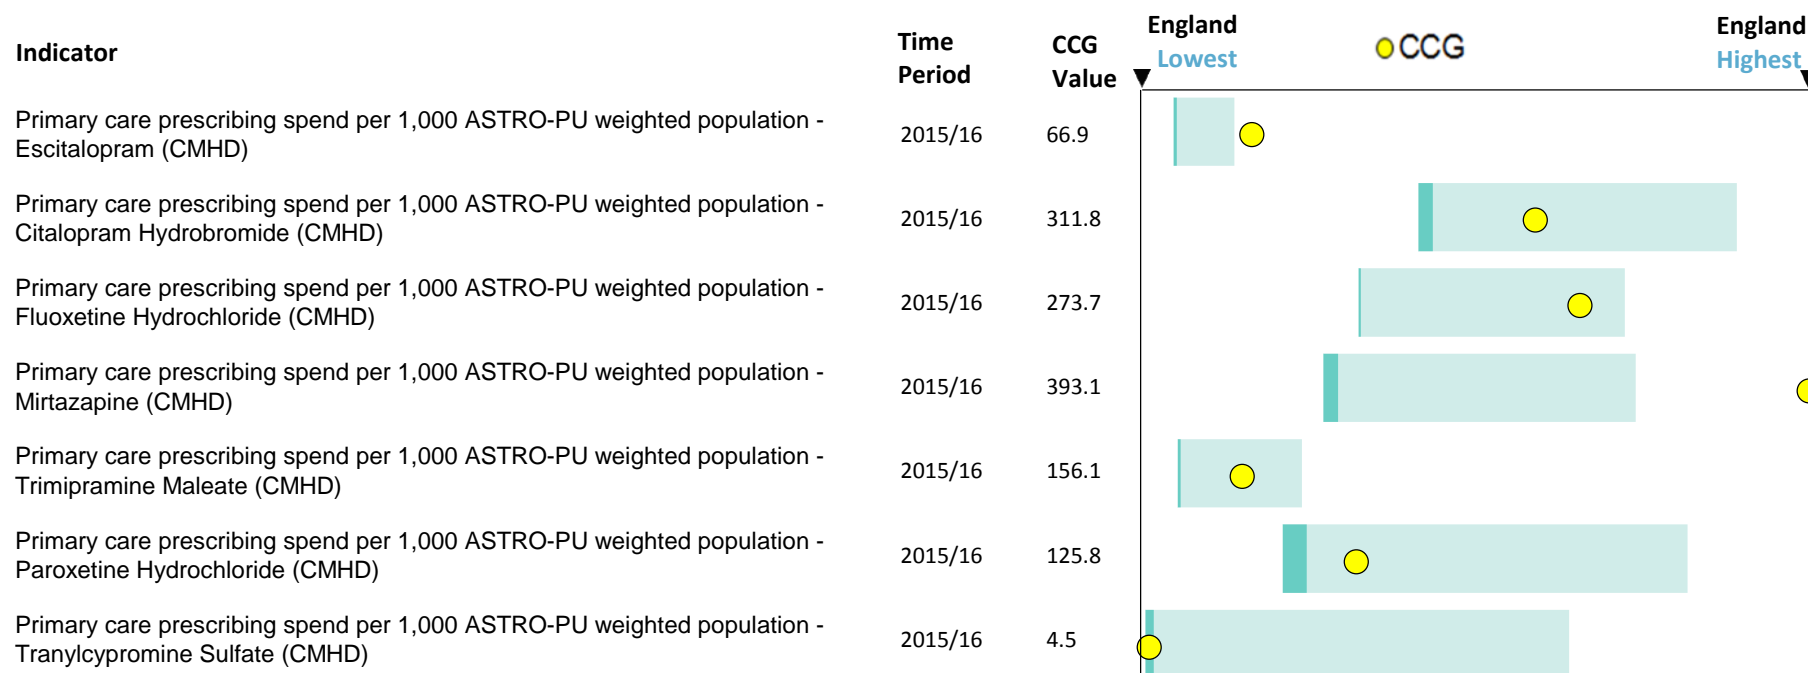 Indicator
Time Period
CCG Value
England Lowest
CCG
England Highest
Primary care prescribing spend per 1,000 ASTRO-PU weighted population -
Escitalopram (CMHD)
2015/16
66.9
Primary care prescribing spend per 1,000 ASTRO-PU weighted population -
Citalopram Hydrobromide (CMHD)
2015/16
311.8
Primary care prescribing spend per 1,000 ASTRO-PU weighted population -
Fluoxetine Hydrochloride (CMHD)
2015/16
273.7
Primary care prescribing spend per 1,000 ASTRO-PU weighted population -
Mirtazapine (CMHD)
2015/16
393.1
Primary care prescribing spend per 1,000 ASTRO-PU weighted population -
Trimipramine Maleate (CMHD)
2015/16
156.1
Primary care prescribing spend per 1,000 ASTRO-PU weighted population -
Paroxetine Hydrochloride (CMHD)
2015/16
125.8
Primary care prescribing spend per 1,000 ASTRO-PU weighted population -
Tranylcypromine Sulfate (CMHD)
2015/16
4.5